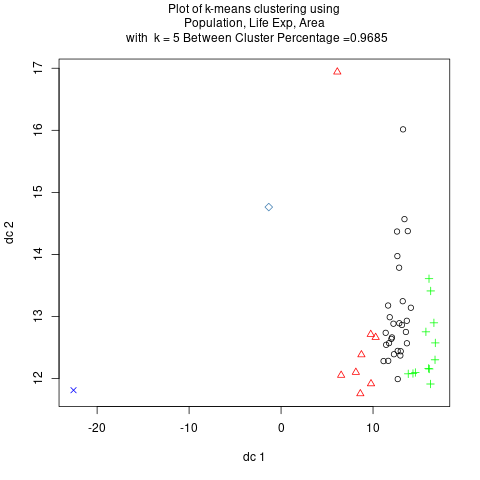 Plot of k-means clustering using
Population, Life Exp, Area
with  k = 5 Between Cluster Percentage =0.9685
17
16
15
14
13
12
dc 2
-20
-10
0
10
dc 1